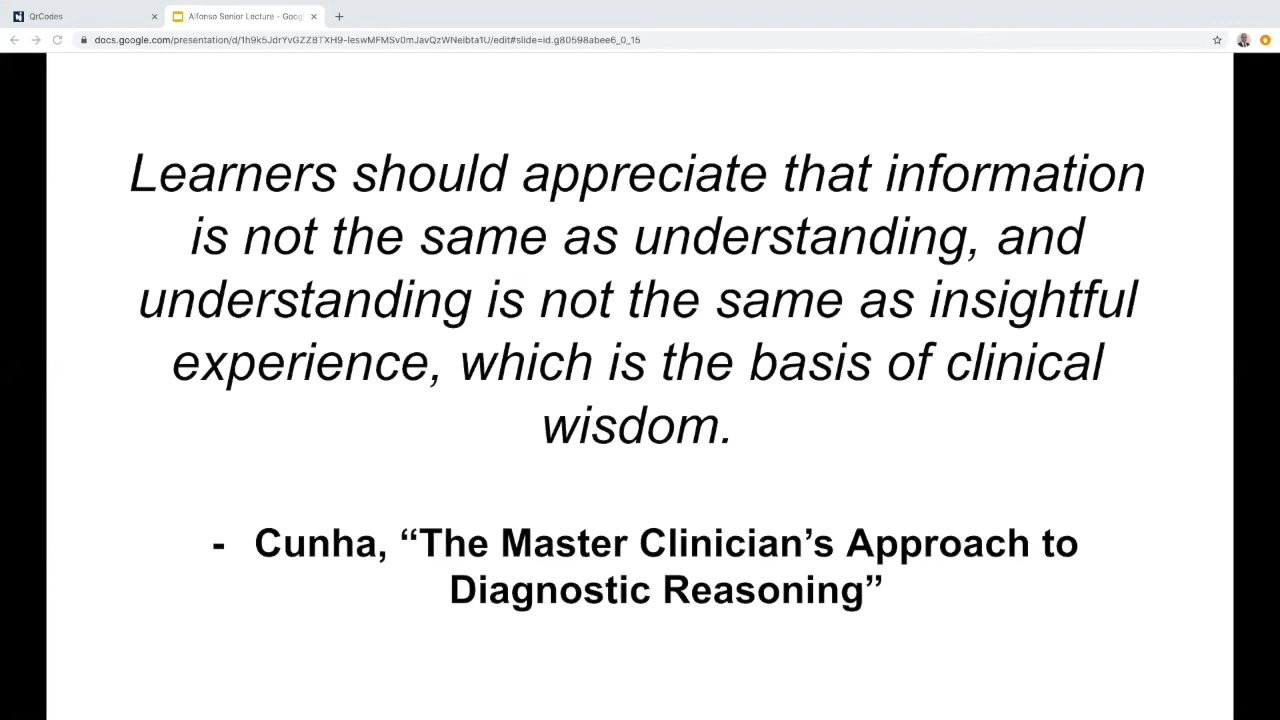 QrCodes
Alfonso Senior Lecture - Goog
docs.google.com/presentation/d/1h9k5JdrYvGZZBTXH9-IeswMFMSv0mJavQzWNeibta1U/edit#slide=id.g80598abee6_0_15
Learners should appreciate that information
is not the same as understanding, and
understanding is not the same as insightful
experience, which is the basis of clinical
wisdom.
- Cunha, “The Master Clinician’s Approach to
Diagnostic Reasoning”